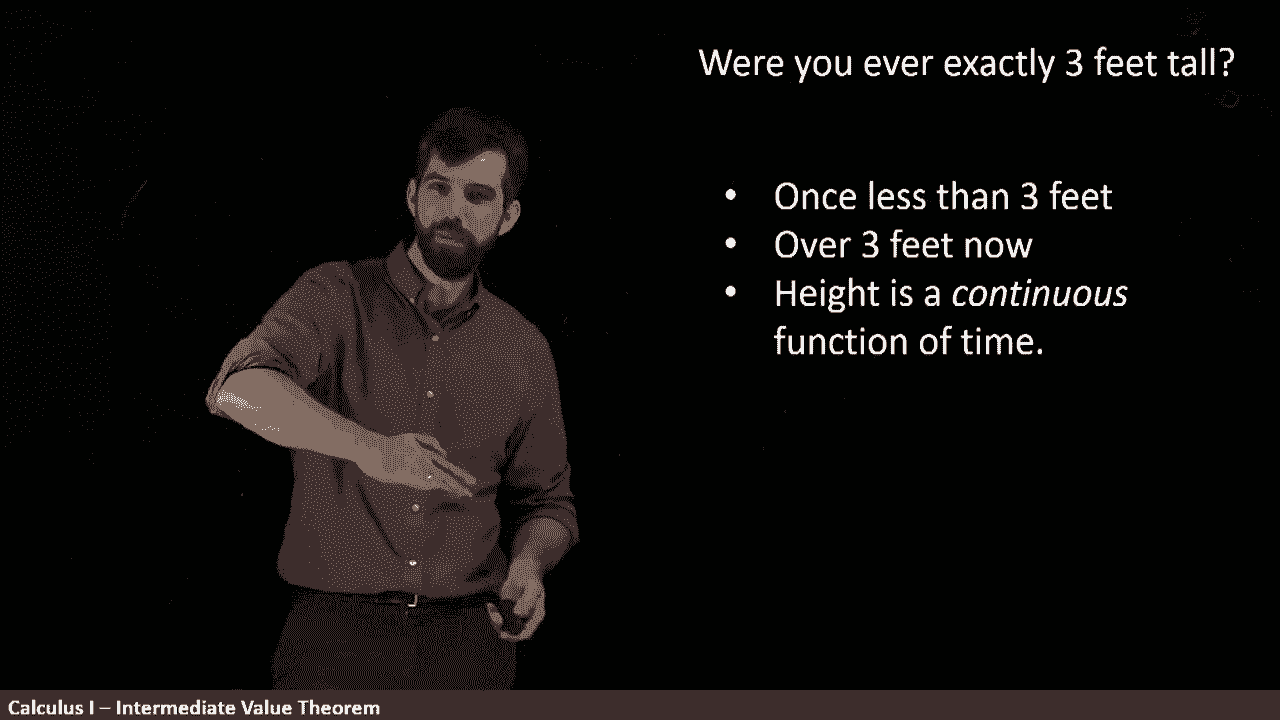 Were you ever exactly 3 feet tall?
• Once less than 3 feet
• Over 3 feet now
• Height is a continuous
function of time.
Calculus I – Intermediate Value Theorem